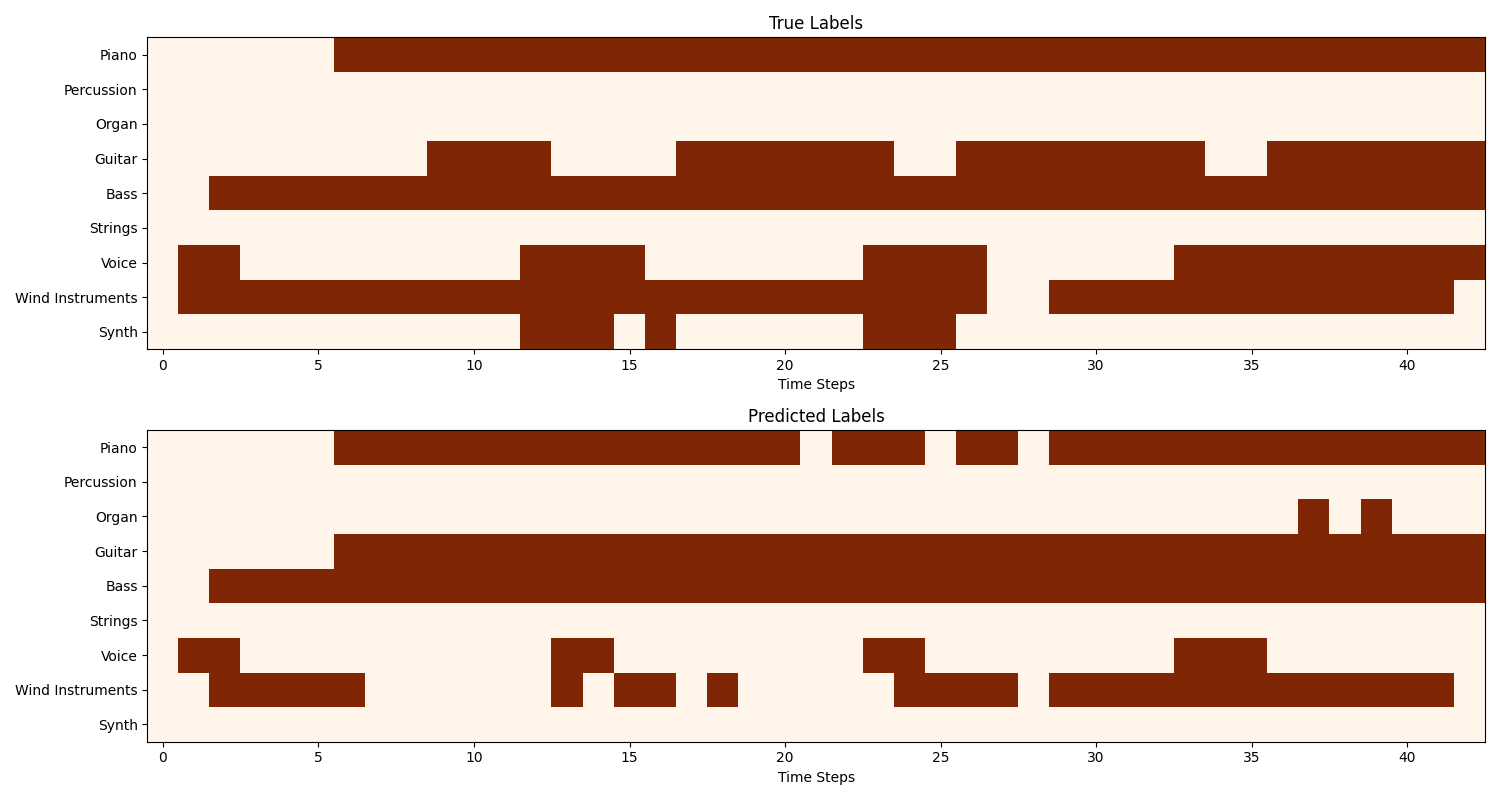 True Labels
Piano
Percussion
Organ
Guitar
Bass
Strings
Voice
Wind Instruments
Synth
0 5 10 15 20 25 30 35 40
Time Steps
Predicted Labels
Piano
Percussion
Organ
Guitar
Bass
Strings
Voice
Wind Instruments
Synth
0 5 10 15 20 25 30 35 40
Time Steps